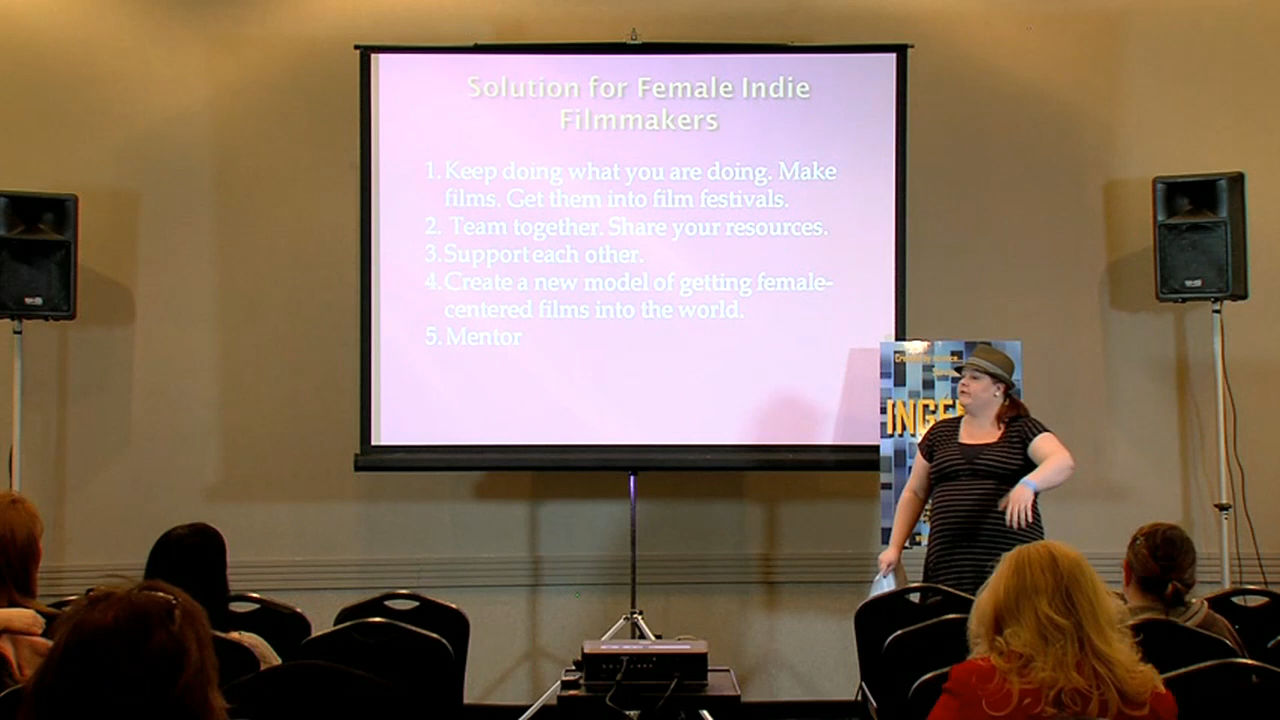 Solution for Female Indie
Filmmakers
1. Keep doing what you are doing. Make
films. Get them into film festivals.
2. Team together. Share your resources.
3. Support each other.
4. Create a new model of getting female-
centered films into the world.
5. Mentor